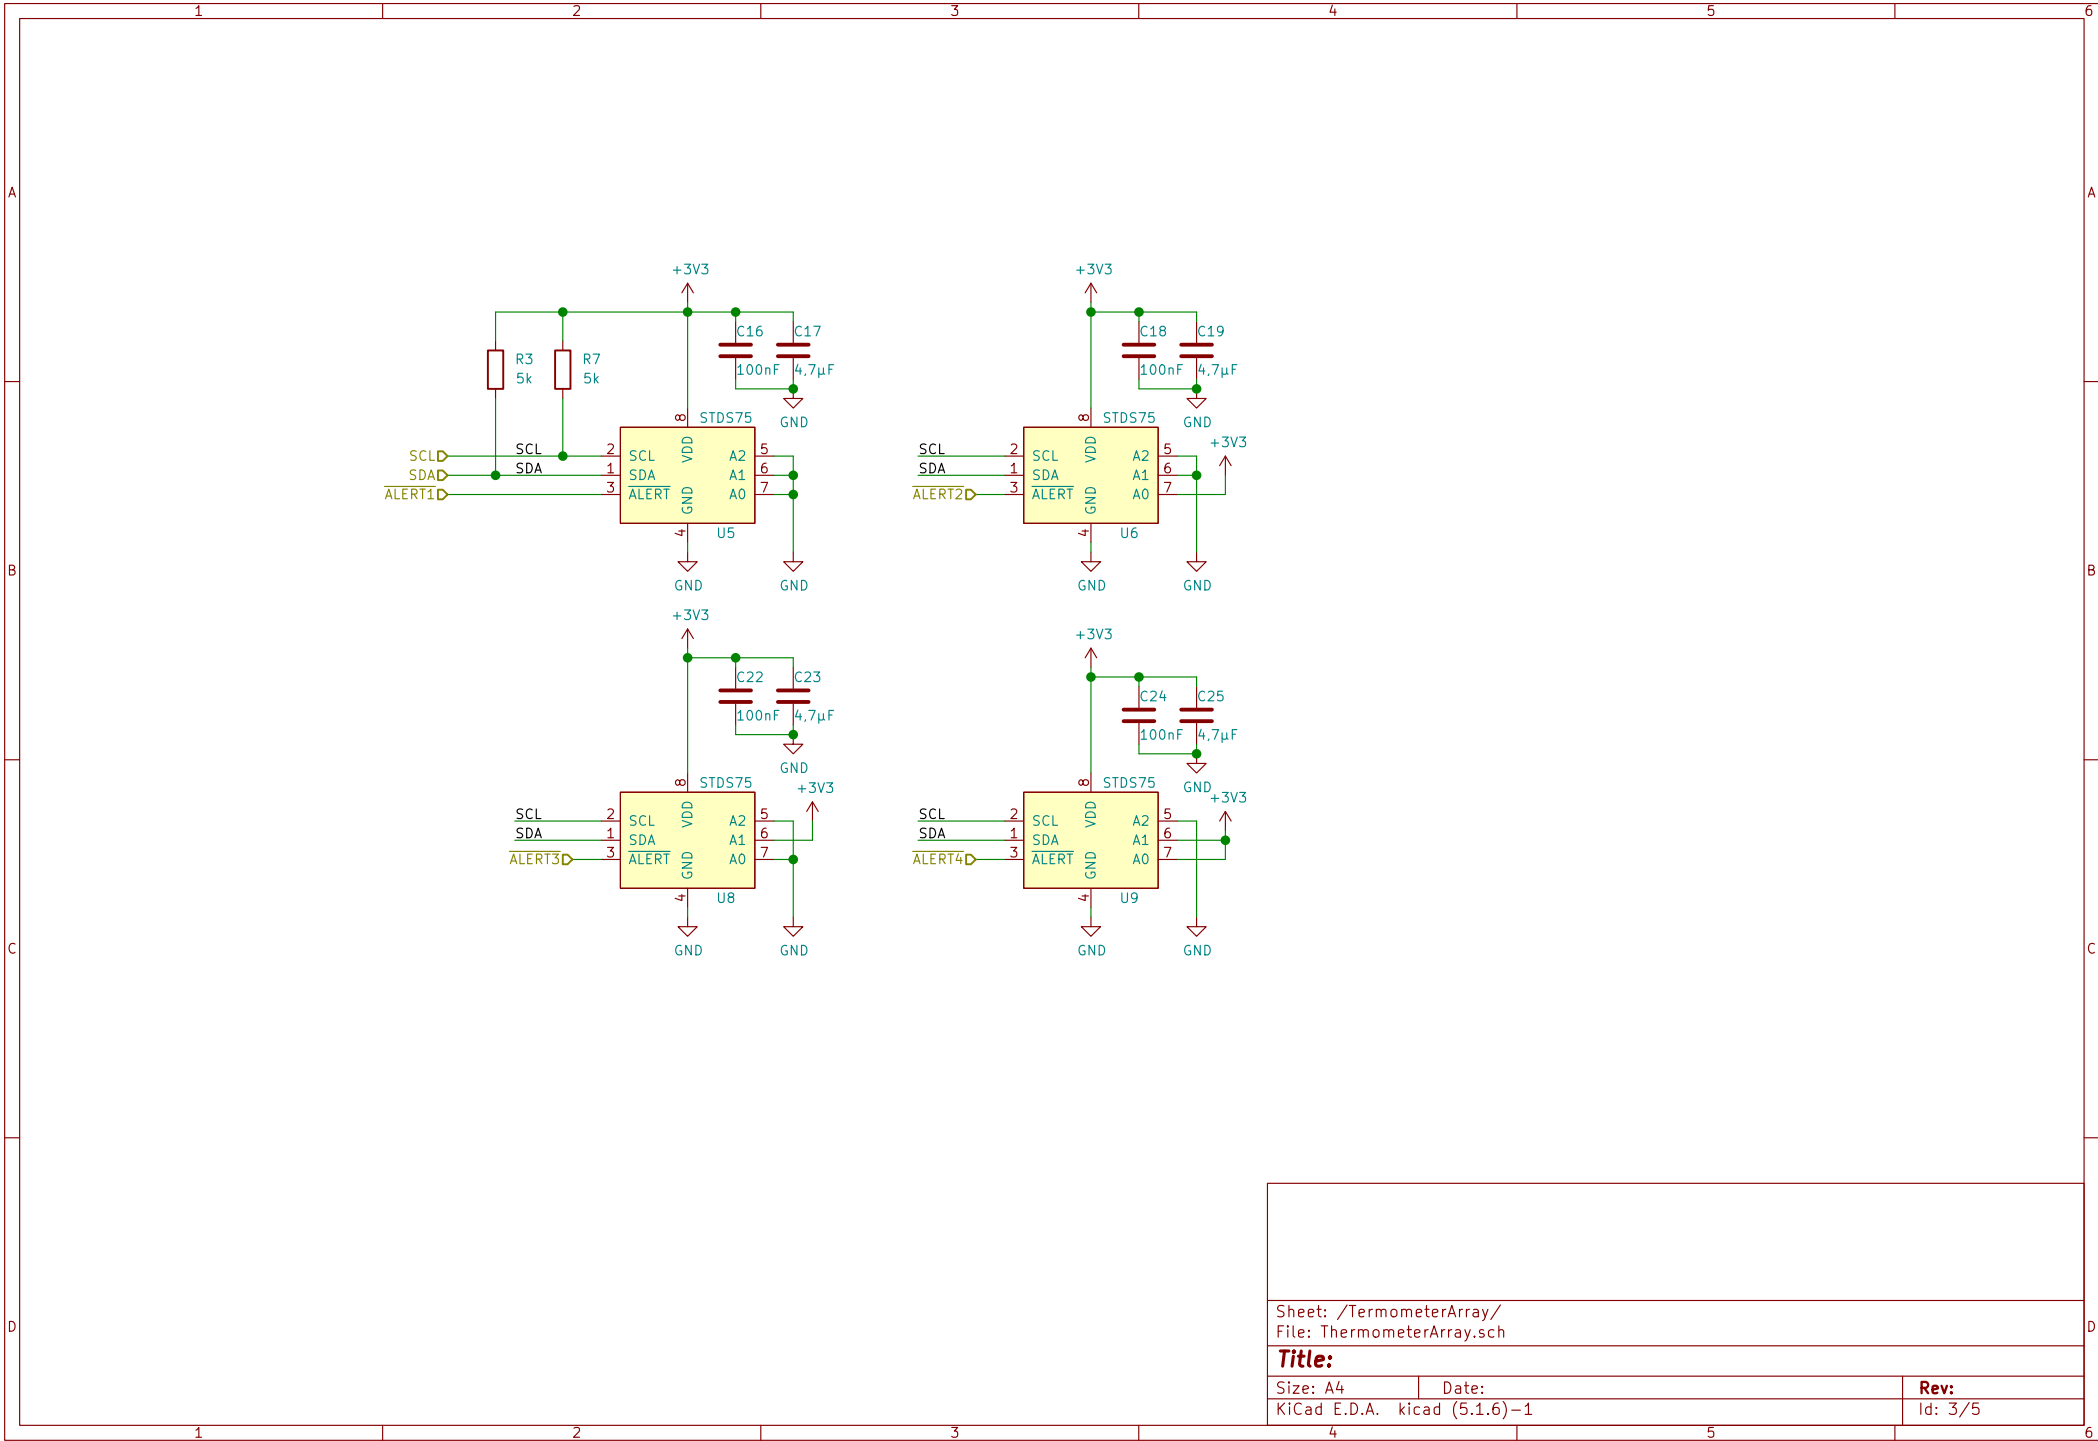 1 2 3 4 5 6
A A
+3V3 +3V3
C16 C17 C18 C19
R3 R7
100nF 4,7µF 100nF 4,7µF
5k 5k
8 STDS75 8 STDS75
GND GND
+3V3
SCL SCL 2 SCL VDD A2 5
SDA SDA 1 SDA A1 6
ALERT1 3 ALERT GND A0 7
4 U5
SCL 2 SCL VDD A2 5
SDA 1 SDA A1 6
ALERT2 3 ALERT GND A0 7
4 U6
B B
GND GND GND GND
+3V3 +3V3
C22 C23 C24 C25
100nF 4,7µF 100nF 4,7µF
GND GND
8 STDS75 8 STDS75
+3V3 +3V3
SCL 2 SCL VDD A2 5
SDA 1 SDA A1 6
ALERT3 3 ALERT GND A0 7
4 U8
SCL 2 SCL VDD A2 5
SDA 1 SDA A1 6
ALERT4 3 ALERT GND A0 7
4 U9
C C
GND GND GND GND
D D
Sheet: /TermometerArray/
File: ThermometerArray.sch
Title:
Size: A4 Date: Rev:
KiCad E.D.A. kicad (5.1.6)-1 Id: 3/5
1 2 3 4 5 6